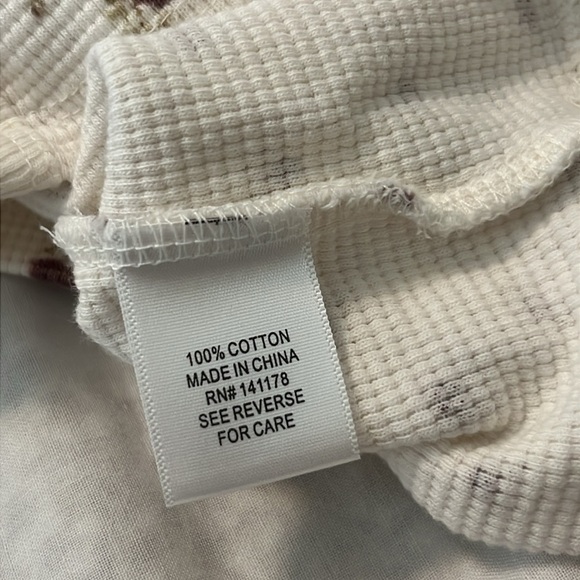 100% COTTON
MADE IN CHINA
RN# 141178
SEE REVERSE
FOR CARE